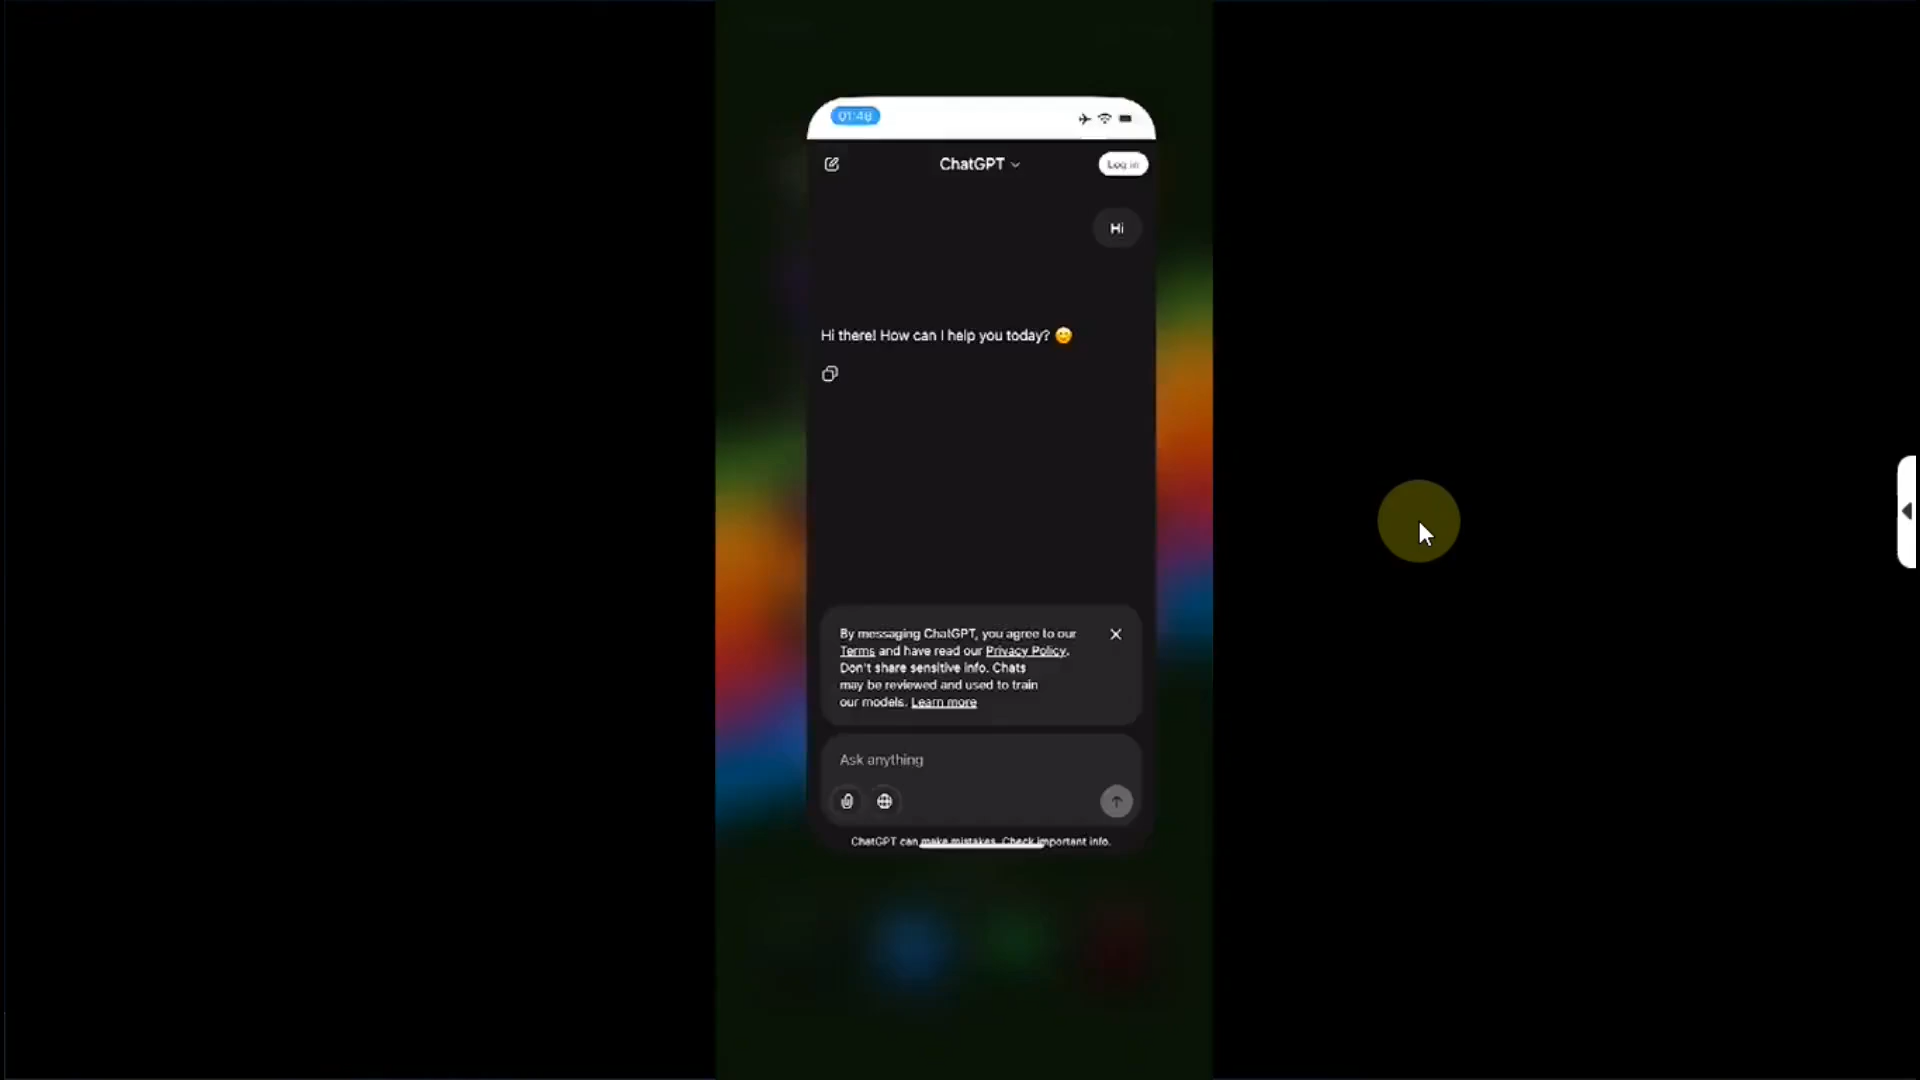 01:48
ChatGPT
Log in
Hi
Hi there! How can I help you today? 😊
By messaging ChatGPT, you agree to our
Terms and have read our Privacy Policy.
Don't share sensitive info. Chats
may be reviewed and used to train
our models. Learn more
Ask anything
ChatGPT can make mistakes. Check important info.